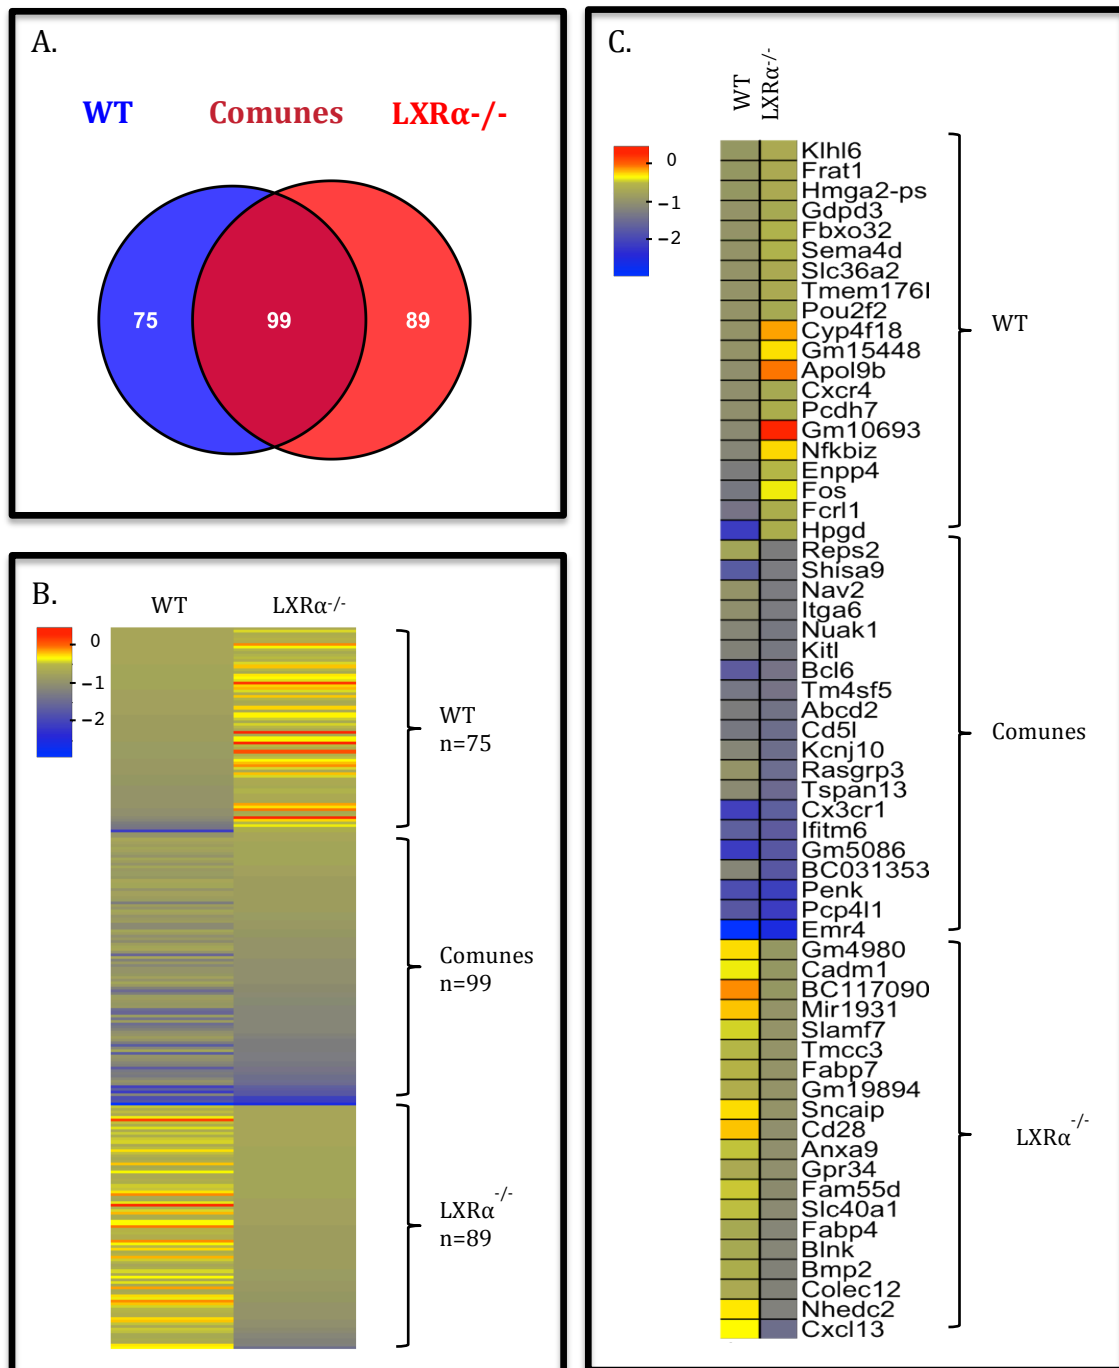 A.
WT Comunes LXRα-/-
75 99 89
B.
WT LXRα-/-
0
−1
−2
WT
n=75
Comunes
n=99
LXRα-/-
n=89
C.
WT
LXRα-/-
0
−1
−2
Klhl6
Frat1
Hmga2-ps
Gdpd3
Fbxo32
Sema4d
Slc36a2
Tmem176l
Pou2f2
Cyp4f18
Gm15448
Apol9b
Cxcr4
Pcdh7
Gm10693
Nfkbiz
Enpp4
Fos
Fcrl1
Hpgd
WT
Reps2
Shisa9
Nav2
Itga6
Nuak1
Kitl
Bcl6
Tm4sf5
Abcd2
Cd5l
Kcnj10
Rasgrp3
Tspan13
Cx3cr1
Ifitm6
Gm5086
BC031353
Penk
Pcp4l1
Emr4
Comunes
Gm4980
Cadm1
BC117090
Mir1931
Slamf7
Tmcc3
Fabp7
Gm19894
Sncaip
Cd28
Anxa9
Gpr34
Fam55d
Slc40a1
Fabp4
Blnk
Bmp2
Colec12
Nhedc2
Cxcl13
LXRα-/-